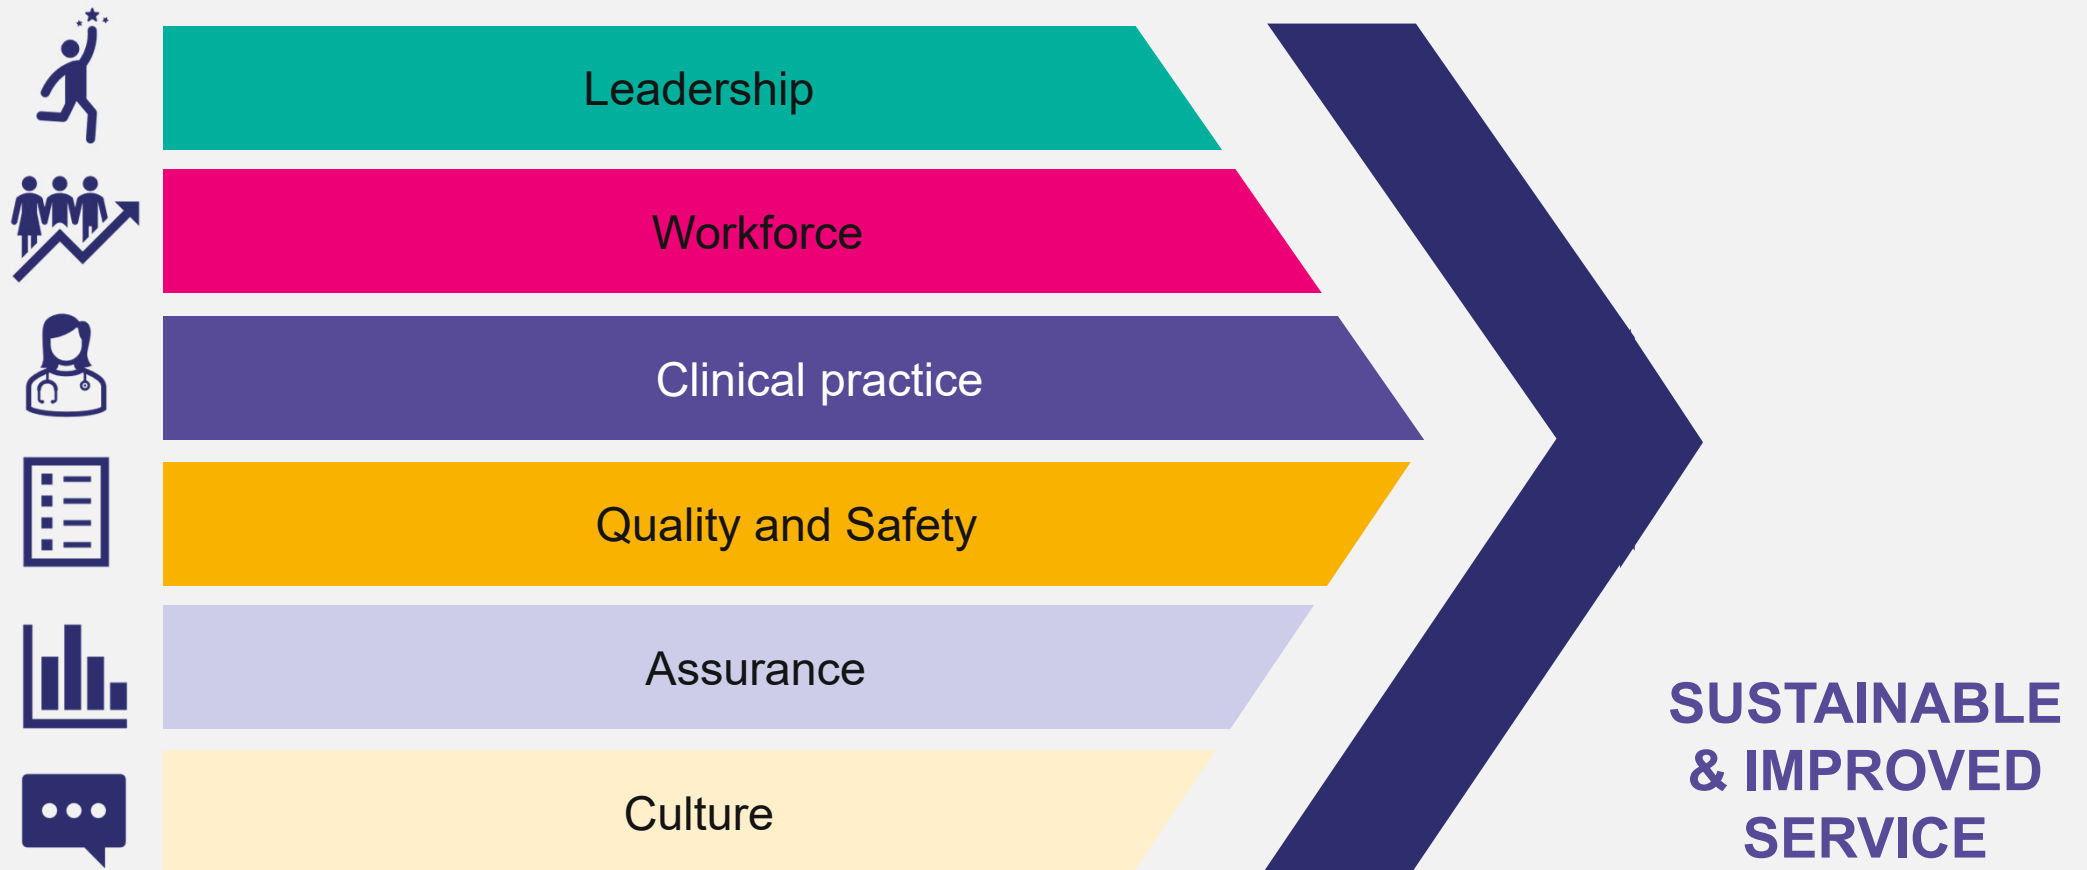 Leadership
Workforce
Clinical practice
Quality and Safety
Assurance
Culture
SUSTAINABLE
& IMPROVED
SERVICE